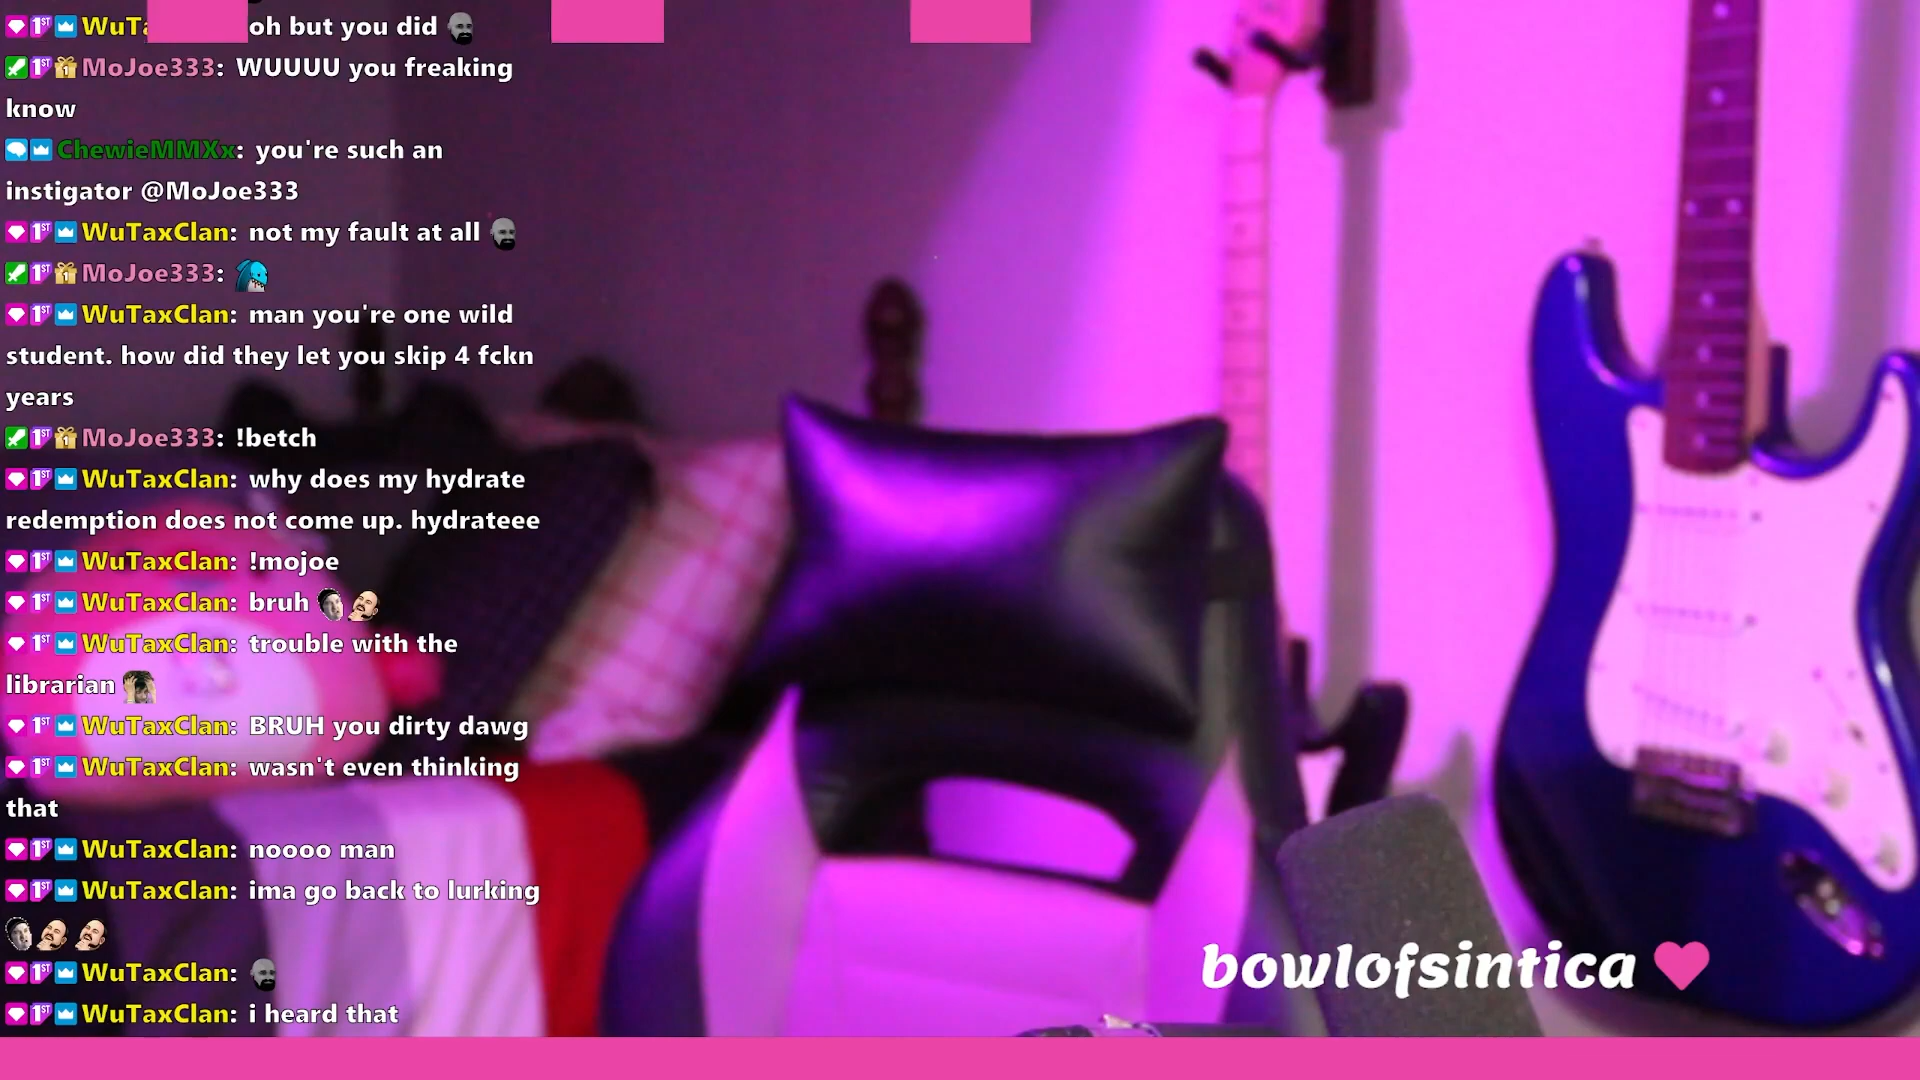 WuTa oh but you did
MoJoe333: WUUUU you freaking
know
ChewieMMXx: you're such an
instigator @MoJoe333
WuTaxClan: not my fault at all
MoJoe333:
WuTaxClan: man you're one wild
student. how did they let you skip 4 fckn
years
MoJoe333: !betch
WuTaxClan: why does my hydrate
redemption does not come up. hydrateee
WuTaxClan: !mojoe
WuTaxClan: bruh
WuTaxClan: trouble with the
librarian
WuTaxClan: BRUH you dirty dawg
WuTaxClan: wasn't even thinking
that
WuTaxClan: noooo man
WuTaxClan: ima go back to lurking
WuTaxClan:
WuTaxClan: i heard that
bowlofsintica